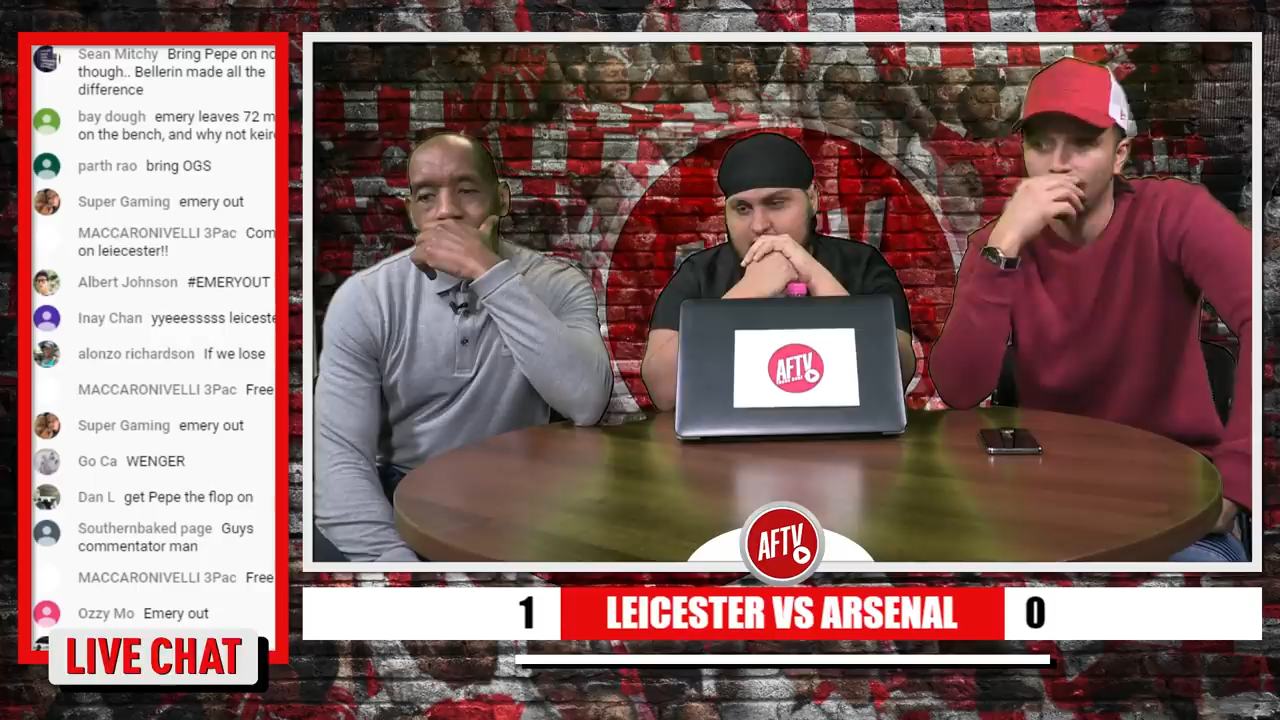 Sean Mitchy Bring Pepe on no
though.. Bellerin made all the
difference
bay dough emery leaves 72 m
on the bench, and why not keir
parth rao bring OGS
Super Gaming emery out
MACCARONIVELLI 3Pac Com
on leiecester!!
Albert Johnson #EMERYOUT
Inay Chan yyeeesssss leiceste
alonzo richardson If we lose
MACCARONIVELLI 3Pac Free
Super Gaming emery out
Go Ca WENGER
Dan L get Pepe the flop on
Southernbaked page Guys
commentator man
MACCARONIVELLI 3Pac Free
Ozzy Mo Emery out
LIVE CHAT
AFTV
AFTV
1 LEICESTER VS ARSENAL 0